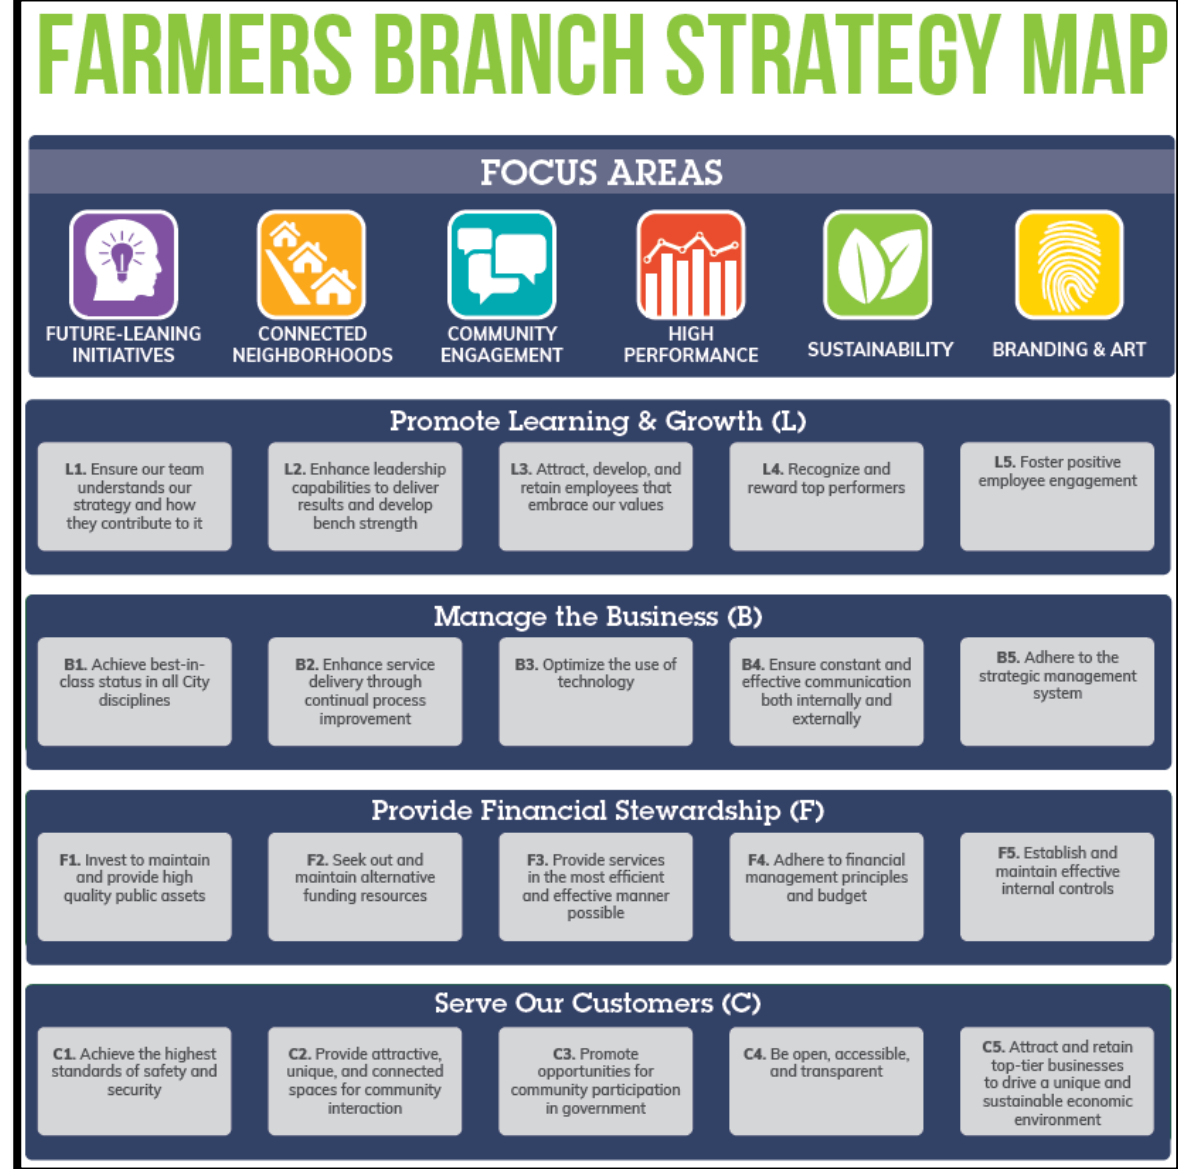 FARMERS BRANCH STRATEGY MAP
FOCUS AREAS
FUTURE-LEANING
INITIATIVES
CONNECTED
NEIGHBORHOODS
COMMUNITY
ENGAGEMENT
HIGH
PERFORMANCE
SUSTAINABILITY
BRANDING & ART
Promote Learning & Growth (L)
L1. Ensure our team
understands our
strategy and how
they contribute to it
L2. Enhance leadership
capabilities to deliver
results and develop
bench strength
L3. Attract, develop, and
retain employees that
embrace our values
L4. Recognize and
reward top performers
L5. Foster positive
employee engagement
Manage the Business (B)
B1. Achieve best-in-
class status in all City
disciplines
B2. Enhance service
delivery through
continual process
improvement
B3. Optimize the use of
technology
B4. Ensure constant and
effective communication
both internally and
externally
B5. Adhere to the
strategic management
system
Provide Financial Stewardship (F)
F1. Invest to maintain
and provide high
quality public assets
F2. Seek out and
maintain alternative
funding resources
F3. Provide services
in the most efficient
and effective manner
possible
F4. Adhere to financial
management principles
and budget
F5. Establish and
maintain effective
internal controls
Serve Our Customers (C)
C1. Achieve the highest
standards of safety and
security
C2. Provide attractive,
unique, and connected
spaces for community
interaction
C3. Promote
opportunities for
community participation
in government
C4. Be open, accessible,
and transparent
C5. Attract and retain
top-tier businesses
to drive a unique and
sustainable economic
environment